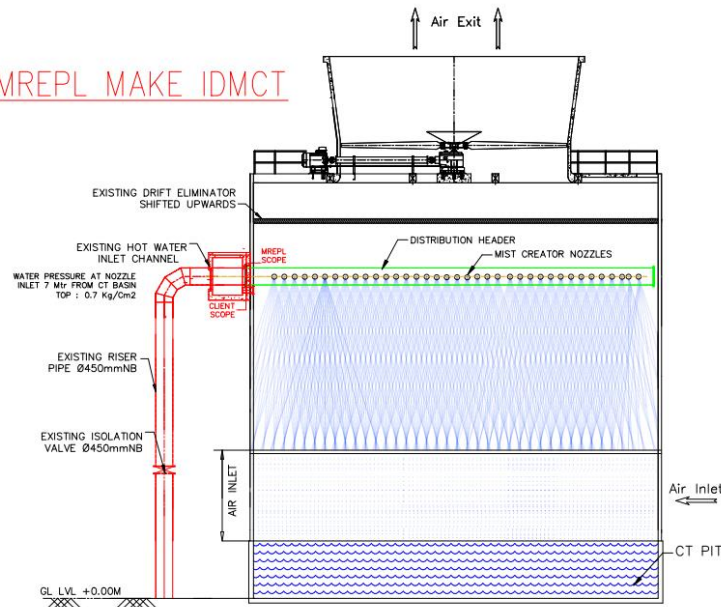 Air Exit
MREPL MAKE IDMCT
EXISTING DRIFT ELIMINATOR
SHIFTED UPWARDS
EXISTING HOT WATER
INLET CHANNEL
MREPL
SCOPE
DISTRIBUTION HEADER
MIST CREATOR NOZZLES
WATER PRESSURE AT NOZZLE
INLET 7 Mtr FROM CT BASIN
TOP : 0.7 Kg/Cm2
CLIENT
SCOPE
EXISTING RISER
PIPE Ø450mmNB
EXISTING ISOLATION
VALVE Ø450mmNB
AIR INLET
Air Inlet
CT PIT
GL LVL +0.00M